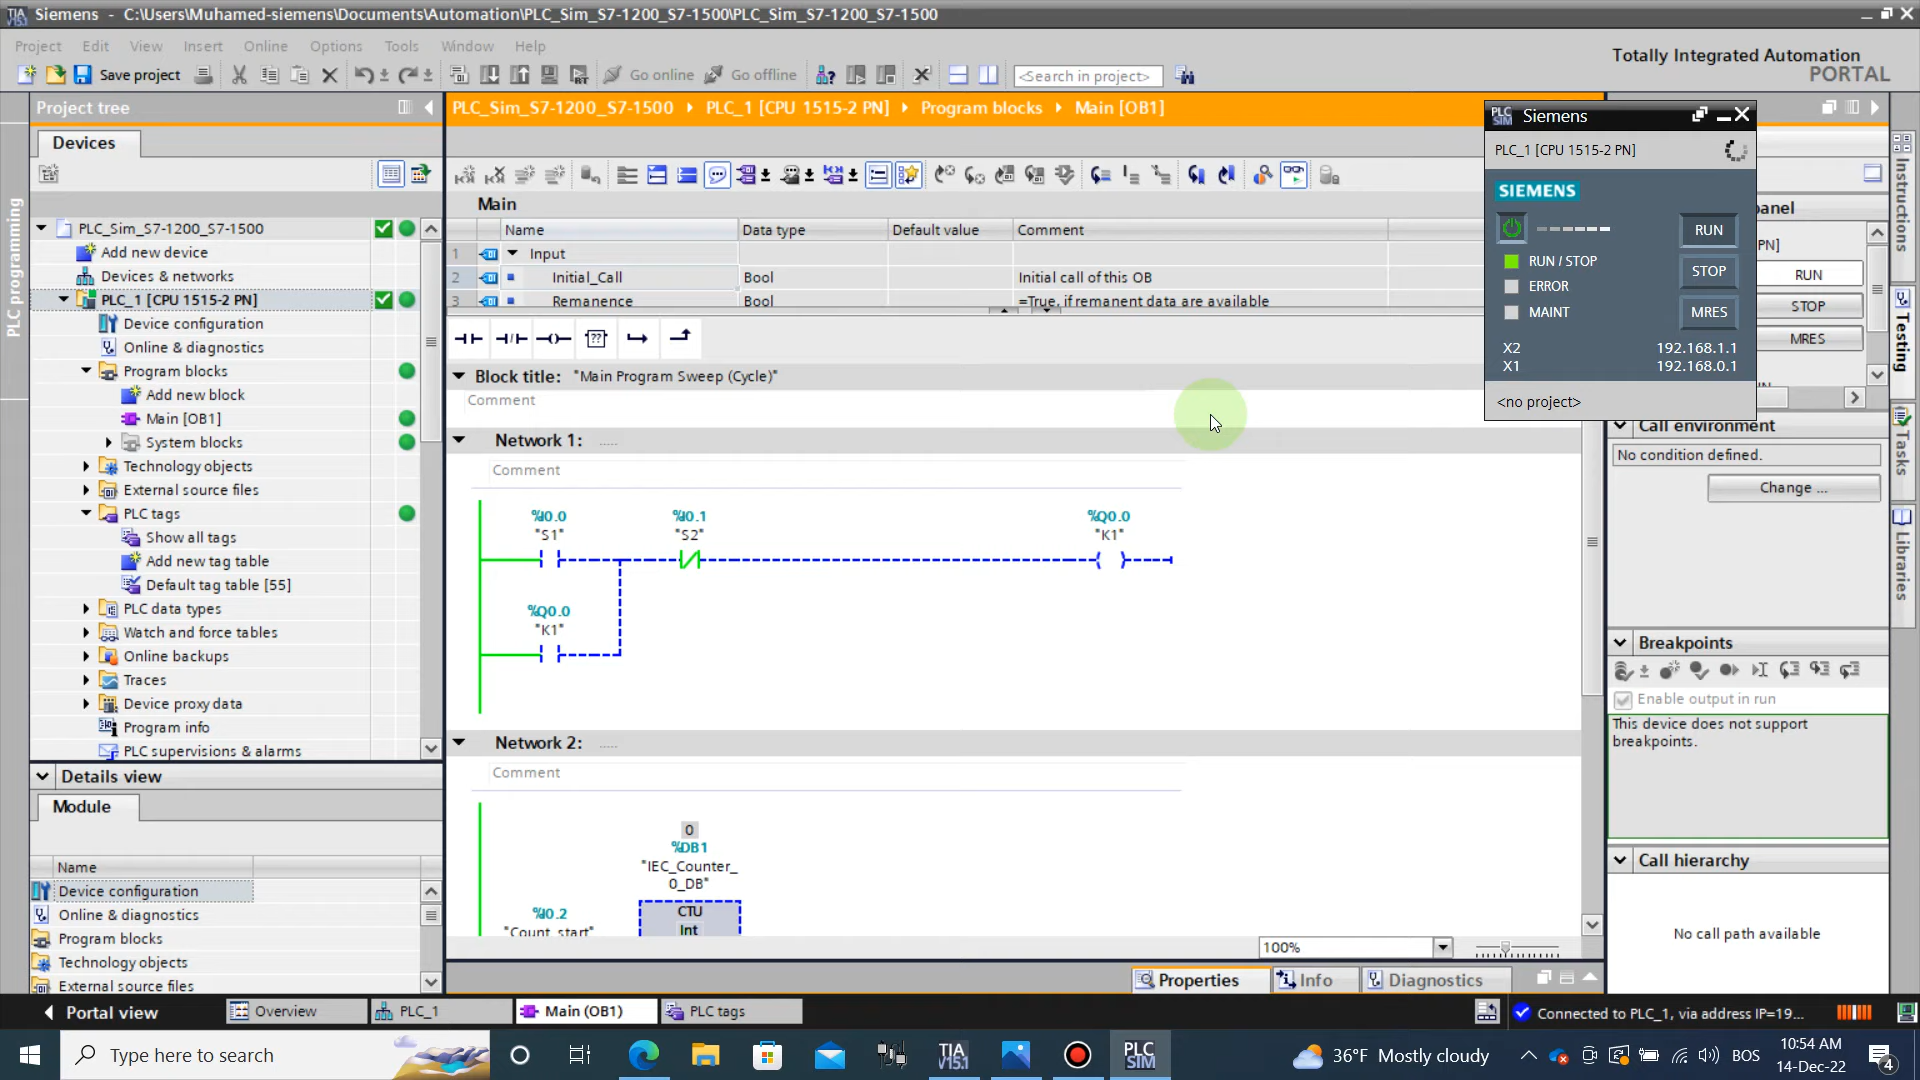 Siemens - C:\Users\Muhamed-siemens\Documents\Automation\PLC_Sim_S7-1200_S7-1500\PLC_Sim_S7-1200_S7-1500
Project Edit View Insert Online Options Tools Window Help
Totally Integrated Automation
PORTAL
Save project
Go online
Go offline
<Search in project>
Project tree
PLC_Sim_S7-1200_S7-1500 PLC_1 [CPU 1515-2 PN] Program blocks Main [OB1]
Devices
PLC programming
PLC_Sim_S7-1200_S7-1500
Add new device
Devices & networks
PLC_1 [CPU 1515-2 PN]
Device configuration
Online & diagnostics
Program blocks
Add new block
Main [OB1]
System blocks
Technology objects
External source files
PLC tags
Show all tags
Add new tag table
Default tag table [55]
PLC data types
Watch and force tables
Online backups
Traces
Device proxy data
Program info
PLC supervisions & alarms
Details view
Module
Name
Device configuration
Online & diagnostics
Program blocks
Technology objects
External source files
Main
Name Data type Default value Comment
1 Input
2 Initial_Call Bool Initial call of this OB
3 Remanence Bool =True, if remanent data are available
??
Block title: "Main Program Sweep (Cycle)"
Comment
Network 1: .....
Comment
%I0.0 %I0.1 %Q0.0
"S1" "S2" "K1"
%Q0.0
"K1"
Network 2: .....
Comment
0
%DB1
"IEC_Counter_
0_DB"
%I0.2 CTU
"Count_start" Int
100%
Properties Info Diagnostics
PLC SIM Siemens
PLC_1 [CPU 1515-2 PN]
SIEMENS
RUN
RUN / STOP
STOP
ERROR
MAINT
MRES
X2 192.168.1.1
X1 192.168.0.1
<no project>
panel
PN]
RUN
STOP
MRES
Call environment
No condition defined.
Change ...
Breakpoints
Enable output in run
This device does not support
breakpoints.
Call hierarchy
No call path available
Instructions
Testing
Tasks
Libraries
Portal view Overview PLC_1 Main (OB1) PLC tags
Connected to PLC_1, via address IP=19...
Type here to search
TIA
V15.1
PLC
SIM
36°F Mostly cloudy
BOS
10:54 AM
14-Dec-22
4